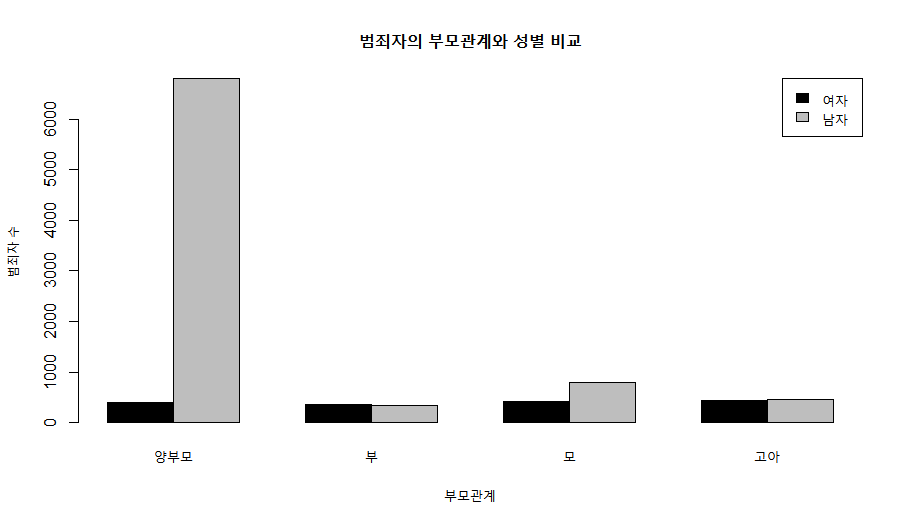 범죄자의 부모관계와 성별 비교
여자
남자
범죄자 수
6000
5000
4000
3000
2000
1000
0
양부모
부
모
고아
부모관계